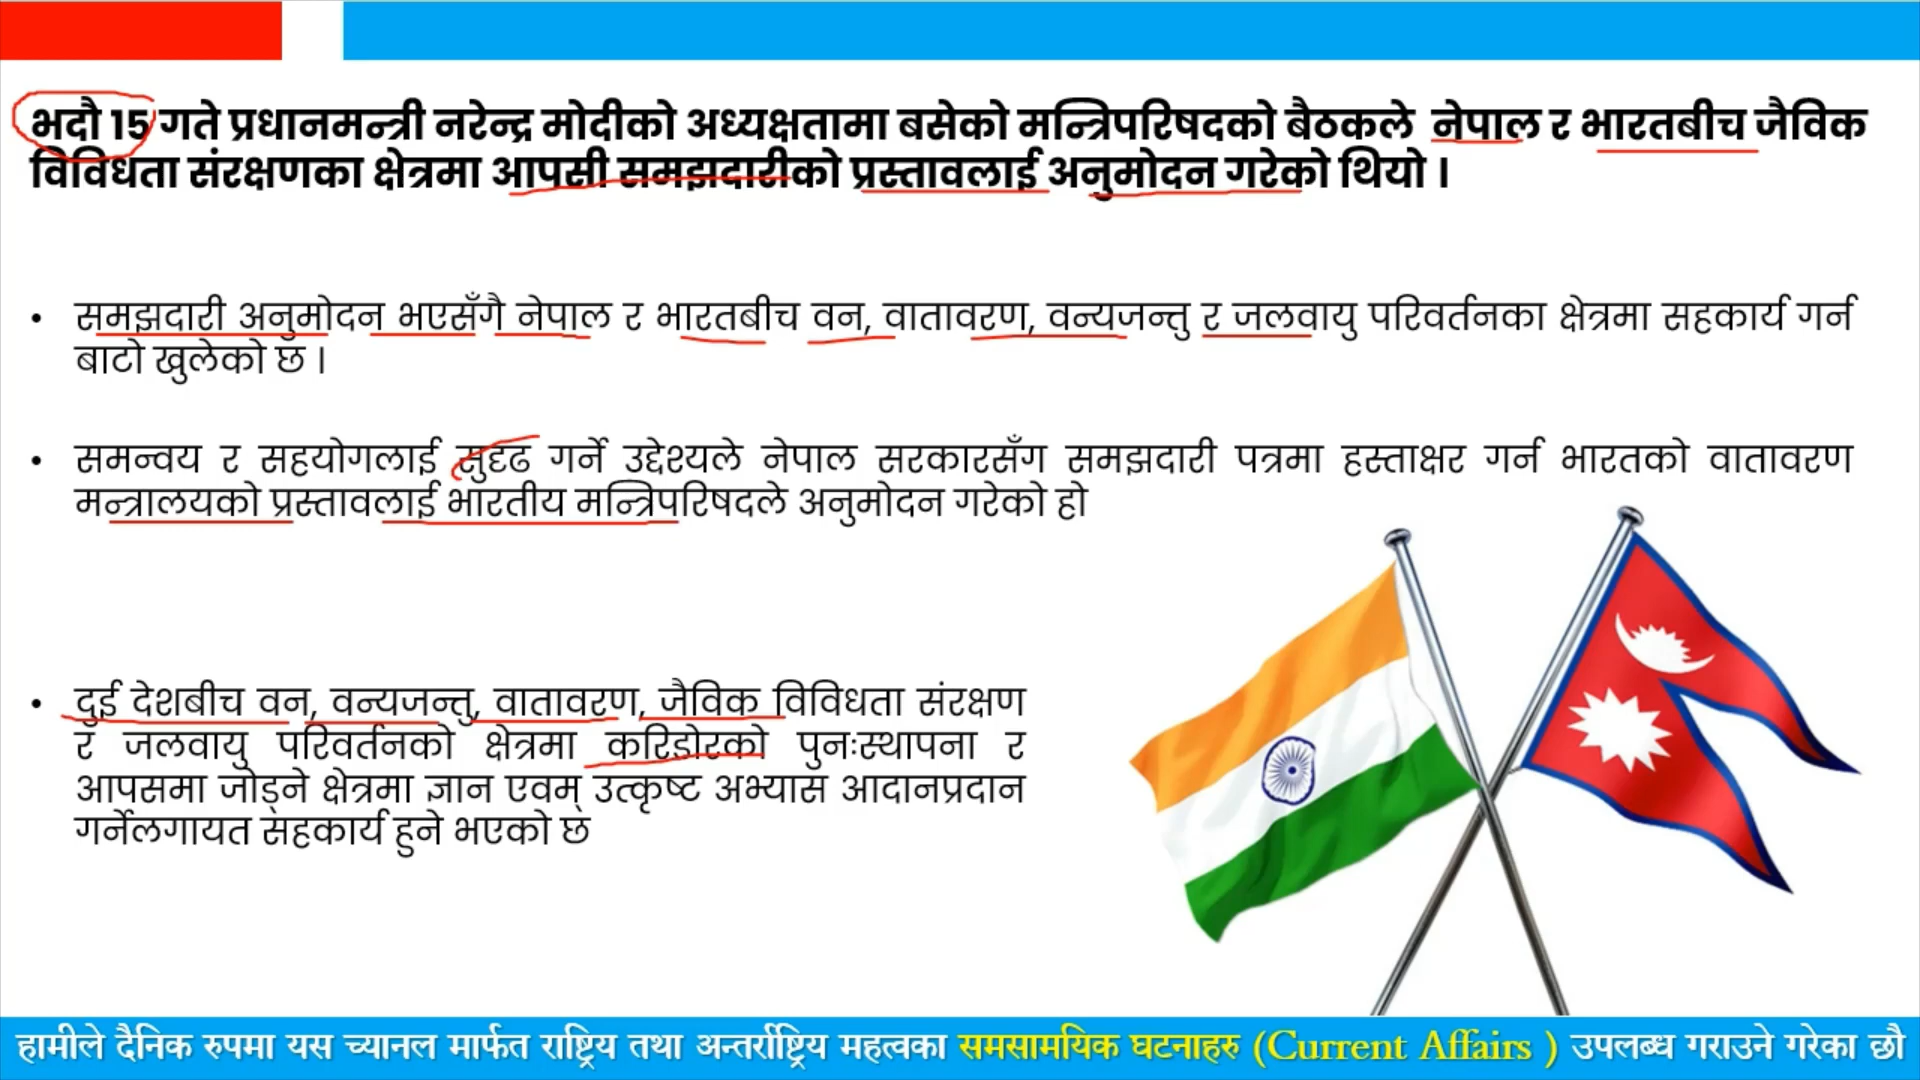 भदौ 15 गते प्रधानमन्त्री नरेन्द्र मोदीको अध्यक्षतामा बसेको मन्त्रिपरिषदको बैठकले नेपाल र भारतबीच जैविक
विविधता संरक्षणका क्षेत्रमा आपसी समझदारीको प्रस्तावलाई अनुमोदन गरेको थियो ।
• समझदारी अनुमोदन भएसँगै नेपाल र भारतबीच वन, वातावरण, वन्यजन्तु र जलवायु परिवर्तनका क्षेत्रमा सहकार्य गर्न
बाटो खुलेको छ ।
• समन्वय र सहयोगलाई सुदृढ गर्ने उद्देश्यले नेपाल सरकारसँग समझदारी पत्रमा हस्ताक्षर गर्न भारतको वातावरण
मन्त्रालयको प्रस्तावलाई भारतीय मन्त्रिपरिषदले अनुमोदन गरेको हो
• दुई देशबीच वन, वन्यजन्तु, वातावरण, जैविक विविधता संरक्षण
र जलवायु परिवर्तनको क्षेत्रमा करिडोरको पुनःस्थापना र
आपसमा जोड्ने क्षेत्रमा ज्ञान एवम् उत्कृष्ट अभ्यास आदानप्रदान
गर्नेलगायत सहकार्य हुने भएको छ
हामीले दैनिक रुपमा यस च्यानल मार्फत राष्ट्रिय तथा अन्तर्राष्ट्रिय महत्वका समसामयिक घटनाहरु (Current Affairs ) उपलब्ध गराउने गरेका छौ